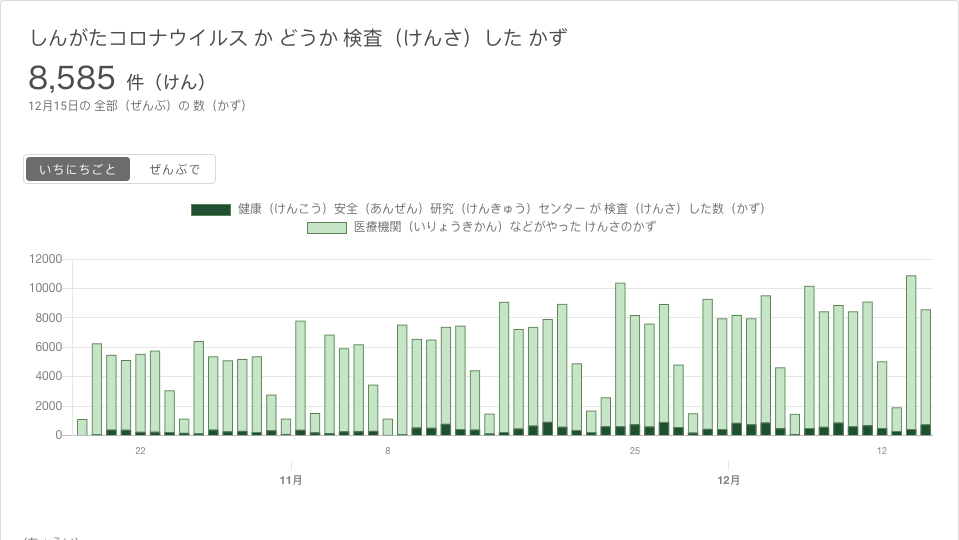 しんがたコロナウイルス か どうか 検査（けんさ）した かず
8,585 件（けん）
12月15日の 全部（ぜんぶ）の 数（かず）
いちにちごと ぜんぶで
健康（けんこう）安全（あんぜん）研究（けんきゅう）センター が 検査（けんさ）した数（かず）
医療機関（いりょうきかん）などがやった けんさのかず
12000
10000
8000
6000
4000
2000
0
22 8 25 12
11月 12月